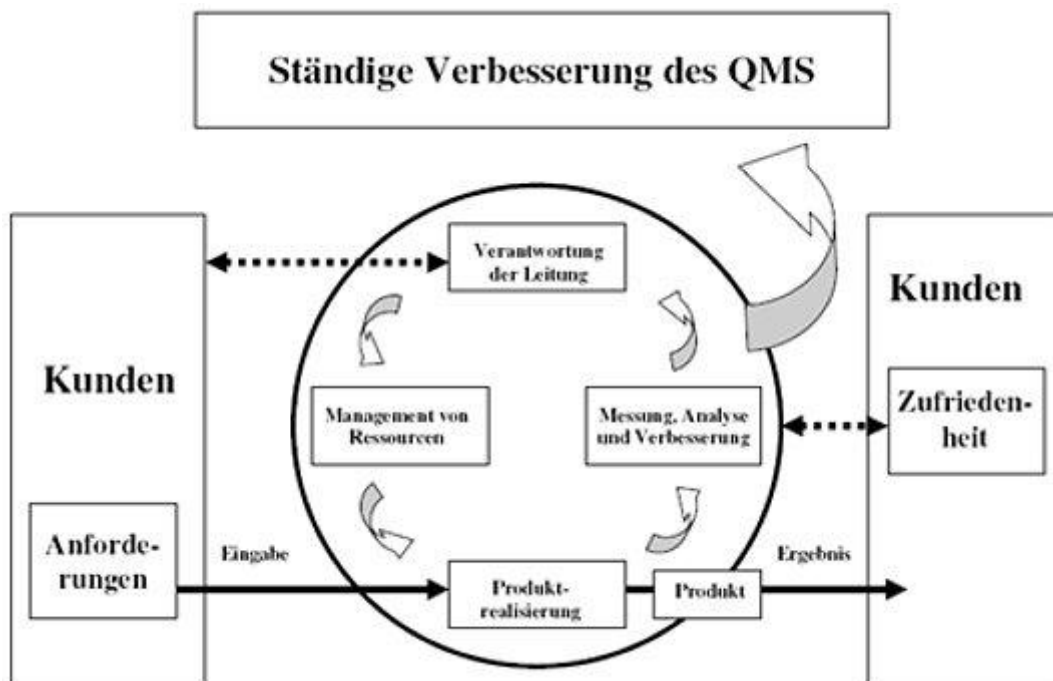 Ständige Verbesserung des QMS
Verantwortung
der Leitung
Kunden
Kunden
Management von
Ressourcen
Messung, Analyse
und Verbesserung
Zufrieden-
heit
Anforde-
rungen
Eingabe
Produkt-
realisierung
Produkt
Ergebnis